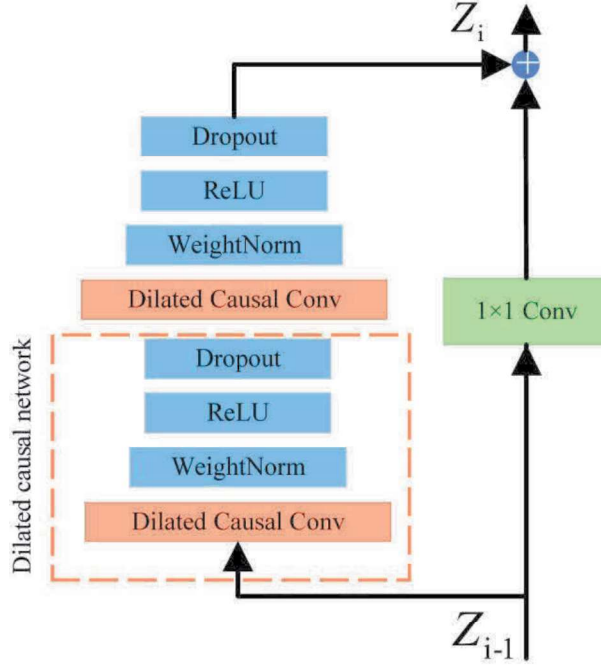 Z_i
+
Dropout
ReLU
WeightNorm
Dilated Causal Conv
1×1 Conv
Dropout
ReLU
WeightNorm
Dilated Causal Conv
Dilated causal network
Z_{i-1}